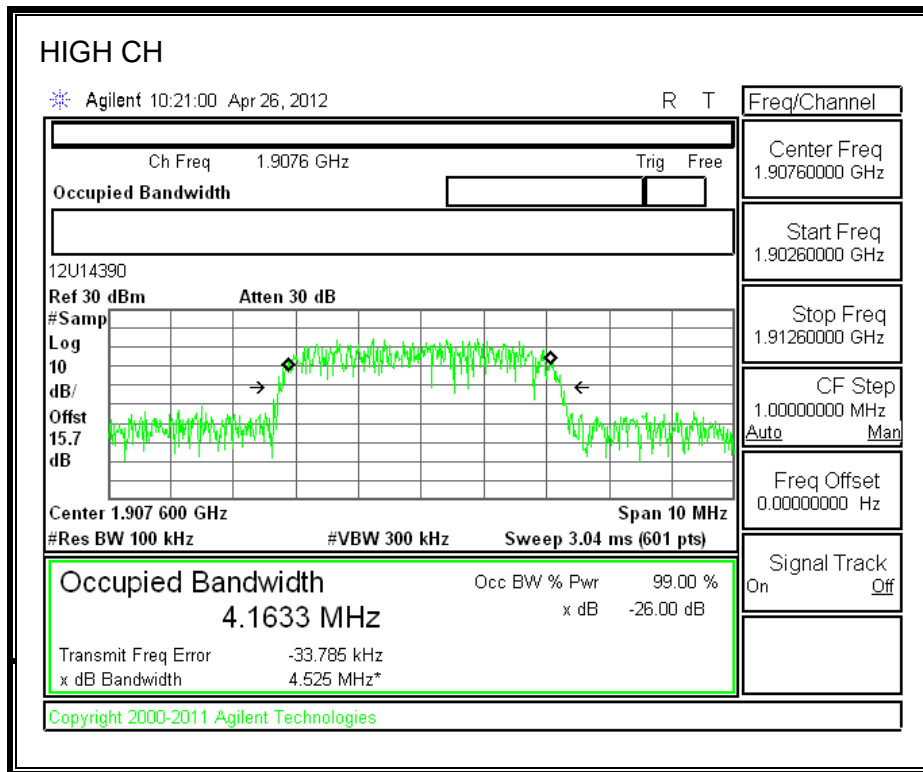 HIGH CH
Agilent 10:21:00 Apr 26, 2012 R T
Freq/Channel
Ch Freq 1.9076 GHz Trig Free
Occupied Bandwidth
Center Freq
1.90760000 GHz
Start Freq
1.90260000 GHz
12U14390
Ref 30 dBm Atten 30 dB
#Samp
Log
10
dB/
Offst
15.7
dB
Stop Freq
1.91260000 GHz
CF Step
1.00000000 MHz
Auto Man
Freq Offset
0.00000000 Hz
Center 1.907 600 GHz Span 10 MHz
#Res BW 100 kHz #VBW 300 kHz Sweep 3.04 ms (601 pts)
Signal Track
On Off
Occupied Bandwidth Occ BW % Pwr 99.00 %
4.1633 MHz x dB -26.00 dB
Transmit Freq Error -33.785 kHz
x dB Bandwidth 4.525 MHz*
Copyright 2000-2011 Agilent Technologies